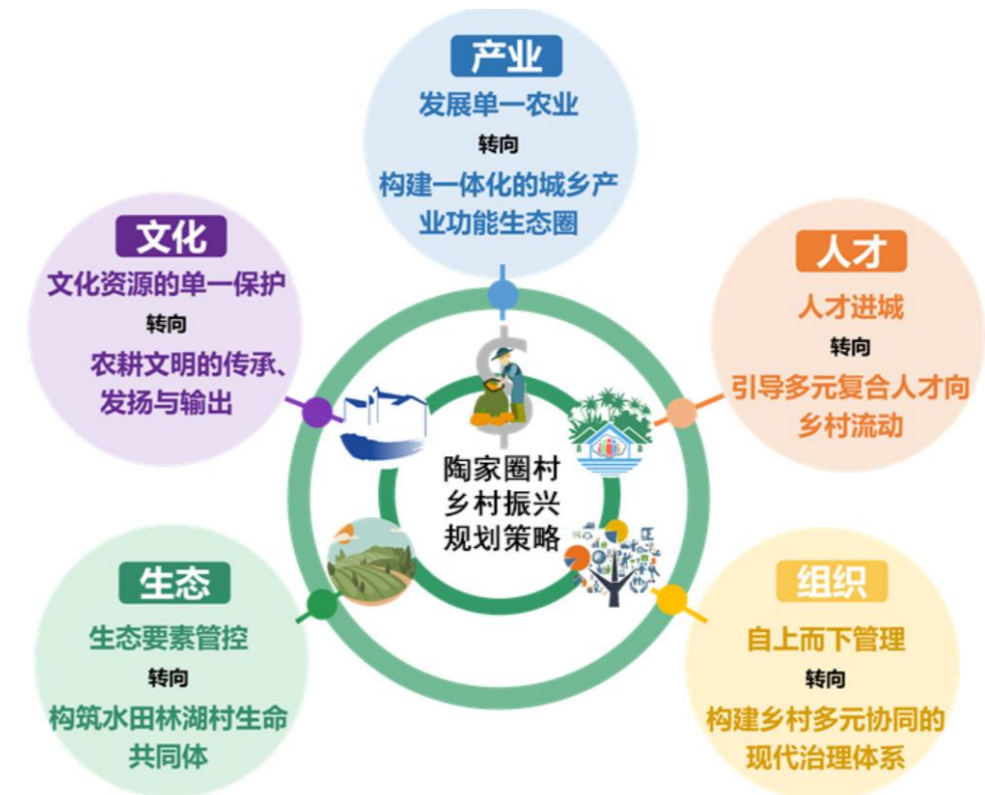 产业
发展单一农业
转向
构建一体化的城乡产
业功能生态圈
文化
文化资源的单一保护
转向
农耕文明的传承、
发扬与输出
人才
人才进城
转向
引导多元复合人才向
乡村流动
陶家圈村
乡村振兴
规划策略
生态
生态要素管控
转向
构筑水田林湖村生命
共同体
组织
自上而下管理
转向
构建乡村多元协同的
现代治理体系